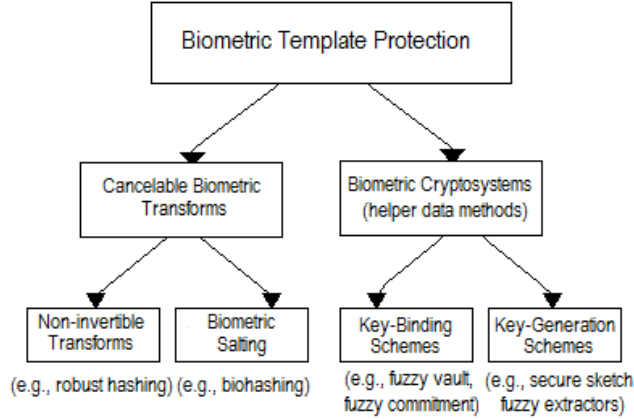 Biometric Template Protection
Cancelable Biometric
Transforms
Biometric Cryptosystems
(helper data methods)
Non-invertible
Transforms
(e.g., robust hashing)
Biometric
Salting
(e.g., biohashing)
Key-Binding
Schemes
(e.g., fuzzy vault,
fuzzy commitment)
Key-Generation
Schemes
(e.g., secure sketch
fuzzy extractors)